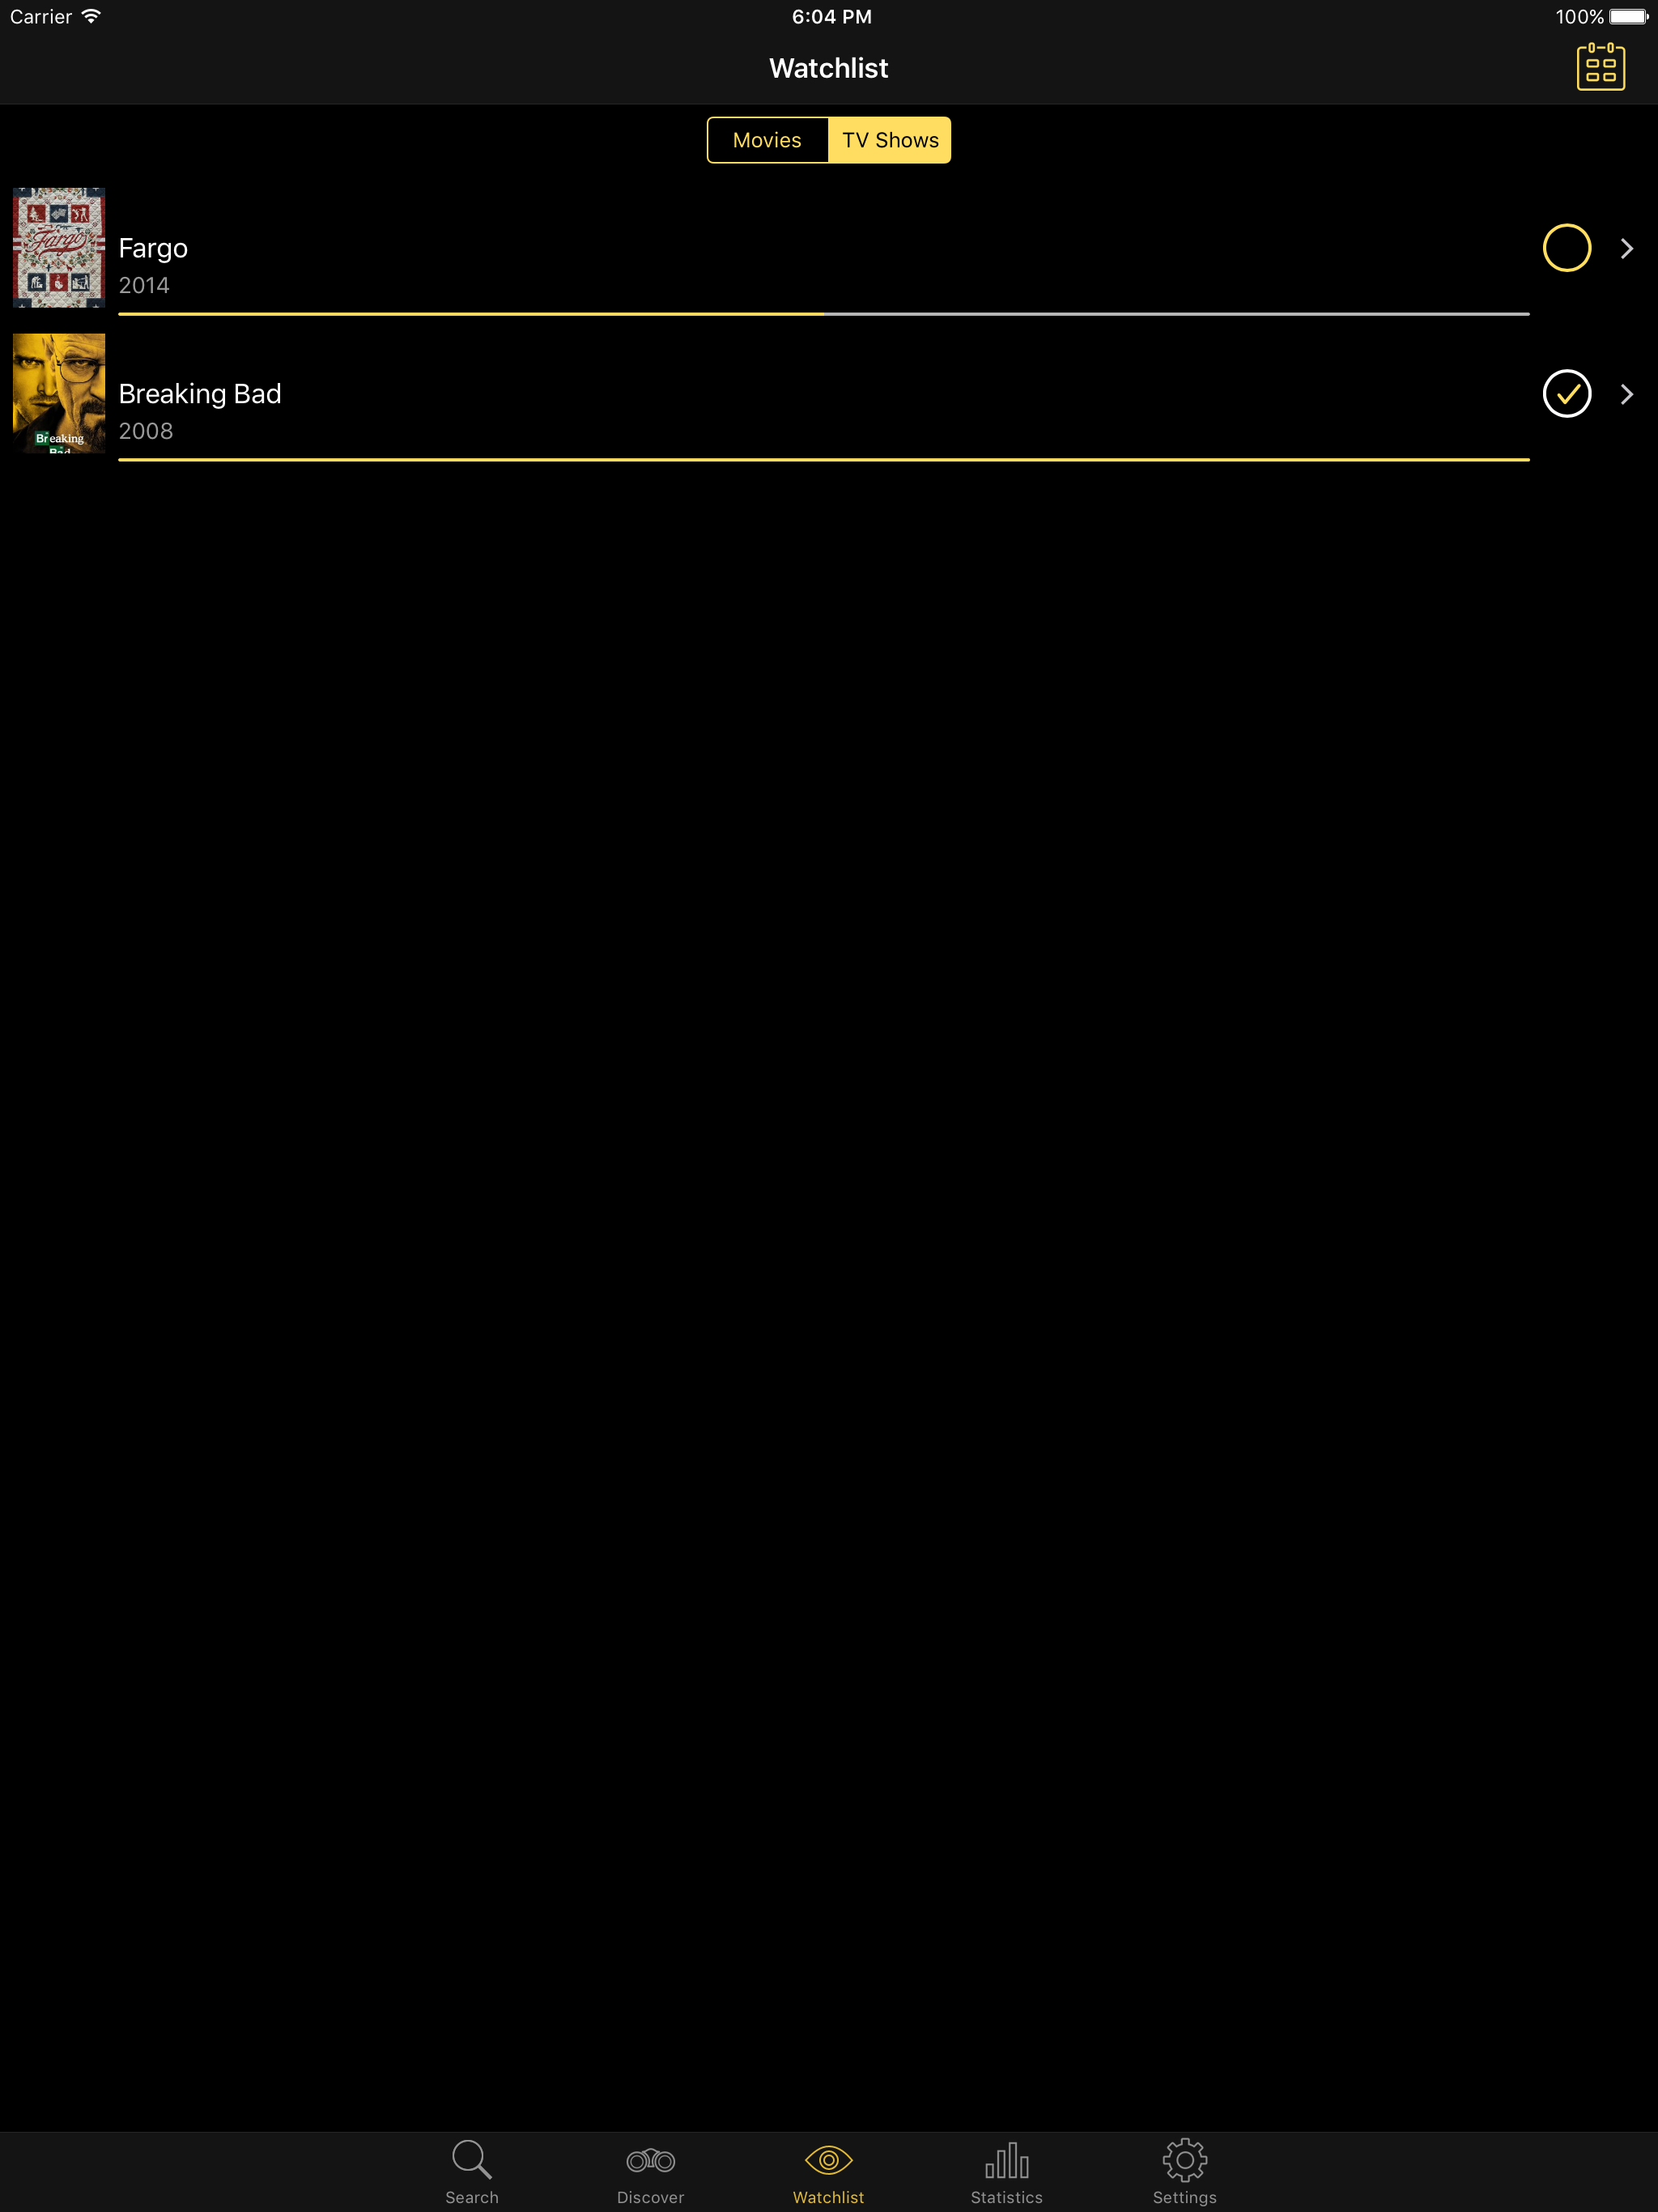 Carrier 6:04 PM 100%
Watchlist
Movies TV Shows
Fargo
Fargo
2014
Breaking Bad
Breaking
Bad
2008
Search Discover Watchlist Statistics Settings